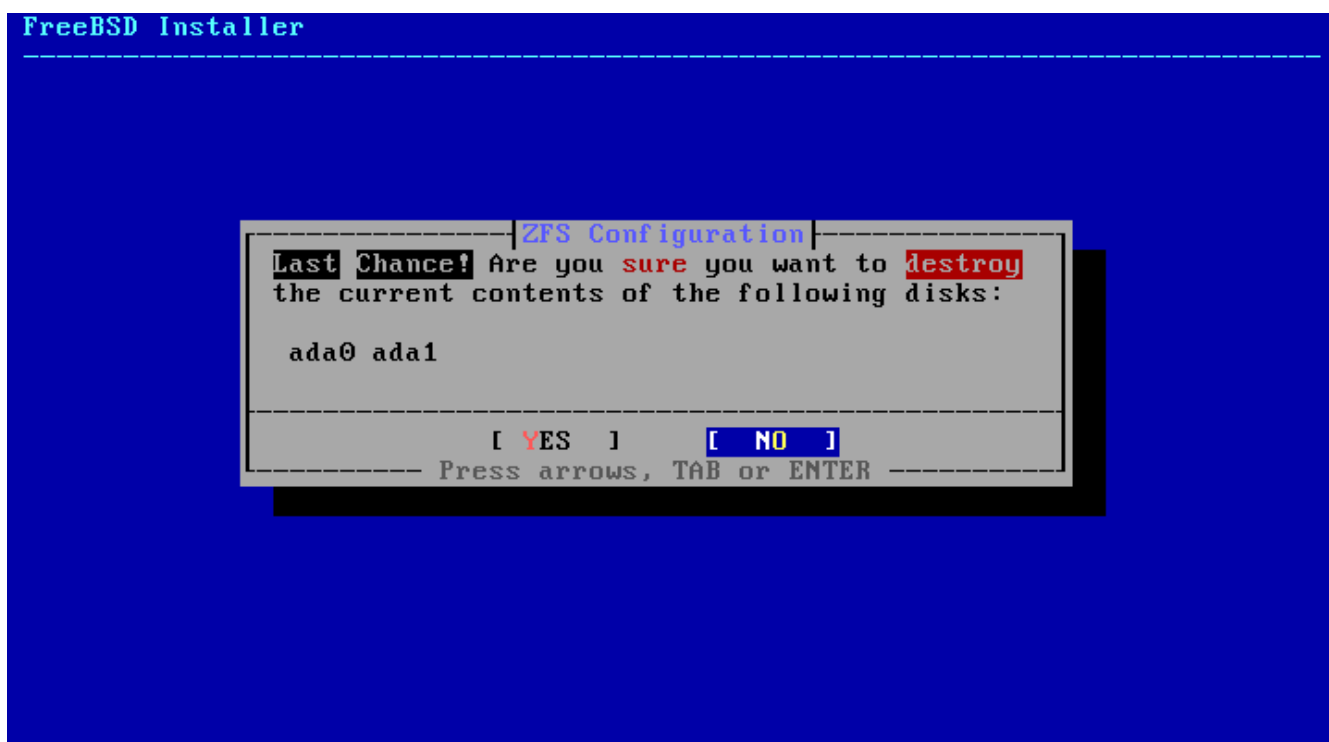 FreeBSD Installer
ZFS Configuration
Last Chance! Are you sure you want to destroy
the current contents of the following disks:
ada0 ada1
[ YES ] [ NO ]
Press arrows, TAB or ENTER